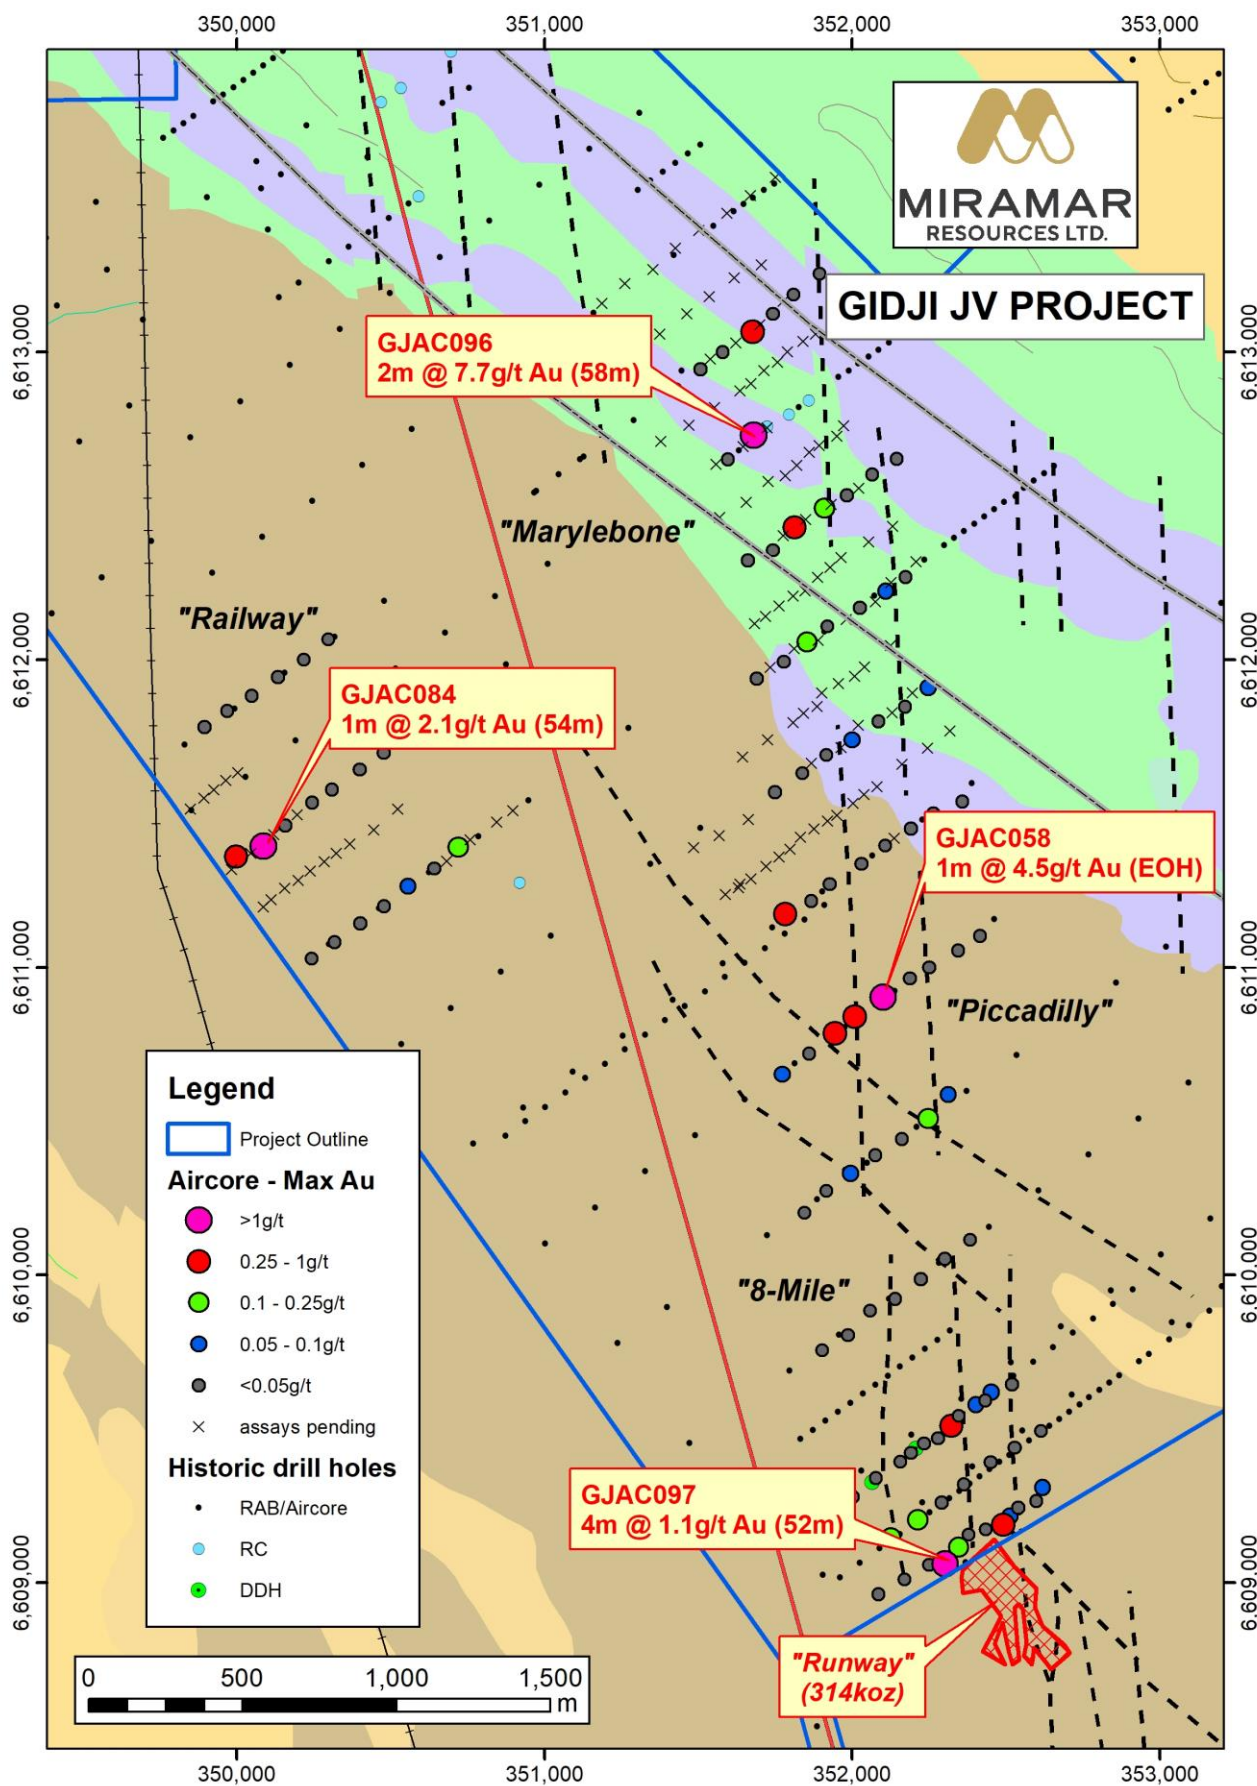 350,000
351,000
352,000
353,000
MIRAMAR
RESOURCES LTD.
GIDJI JV PROJECT
6,613,000
6,613,000
GJAC096
2m @ 7.7g/t Au (58m)
"Marylebone"
"Railway"
6,612,000
6,612,000
GJAC084
1m @ 2.1g/t Au (54m)
GJAC058
1m @ 4.5g/t Au (EOH)
6,611,000
6,611,000
"Piccadilly"
Legend
Project Outline
Aircore - Max Au
>1g/t
0.25 - 1g/t
0.1 - 0.25g/t
0.05 - 0.1g/t
<0.05g/t
assays pending
Historic drill holes
RAB/Aircore
RC
DDH
6,610,000
6,610,000
"8-Mile"
GJAC097
4m @ 1.1g/t Au (52m)
6,609,000
6,609,000
"Runway"
(314koz)
0 500 1,000 1,500
m
350,000
351,000
352,000
353,000